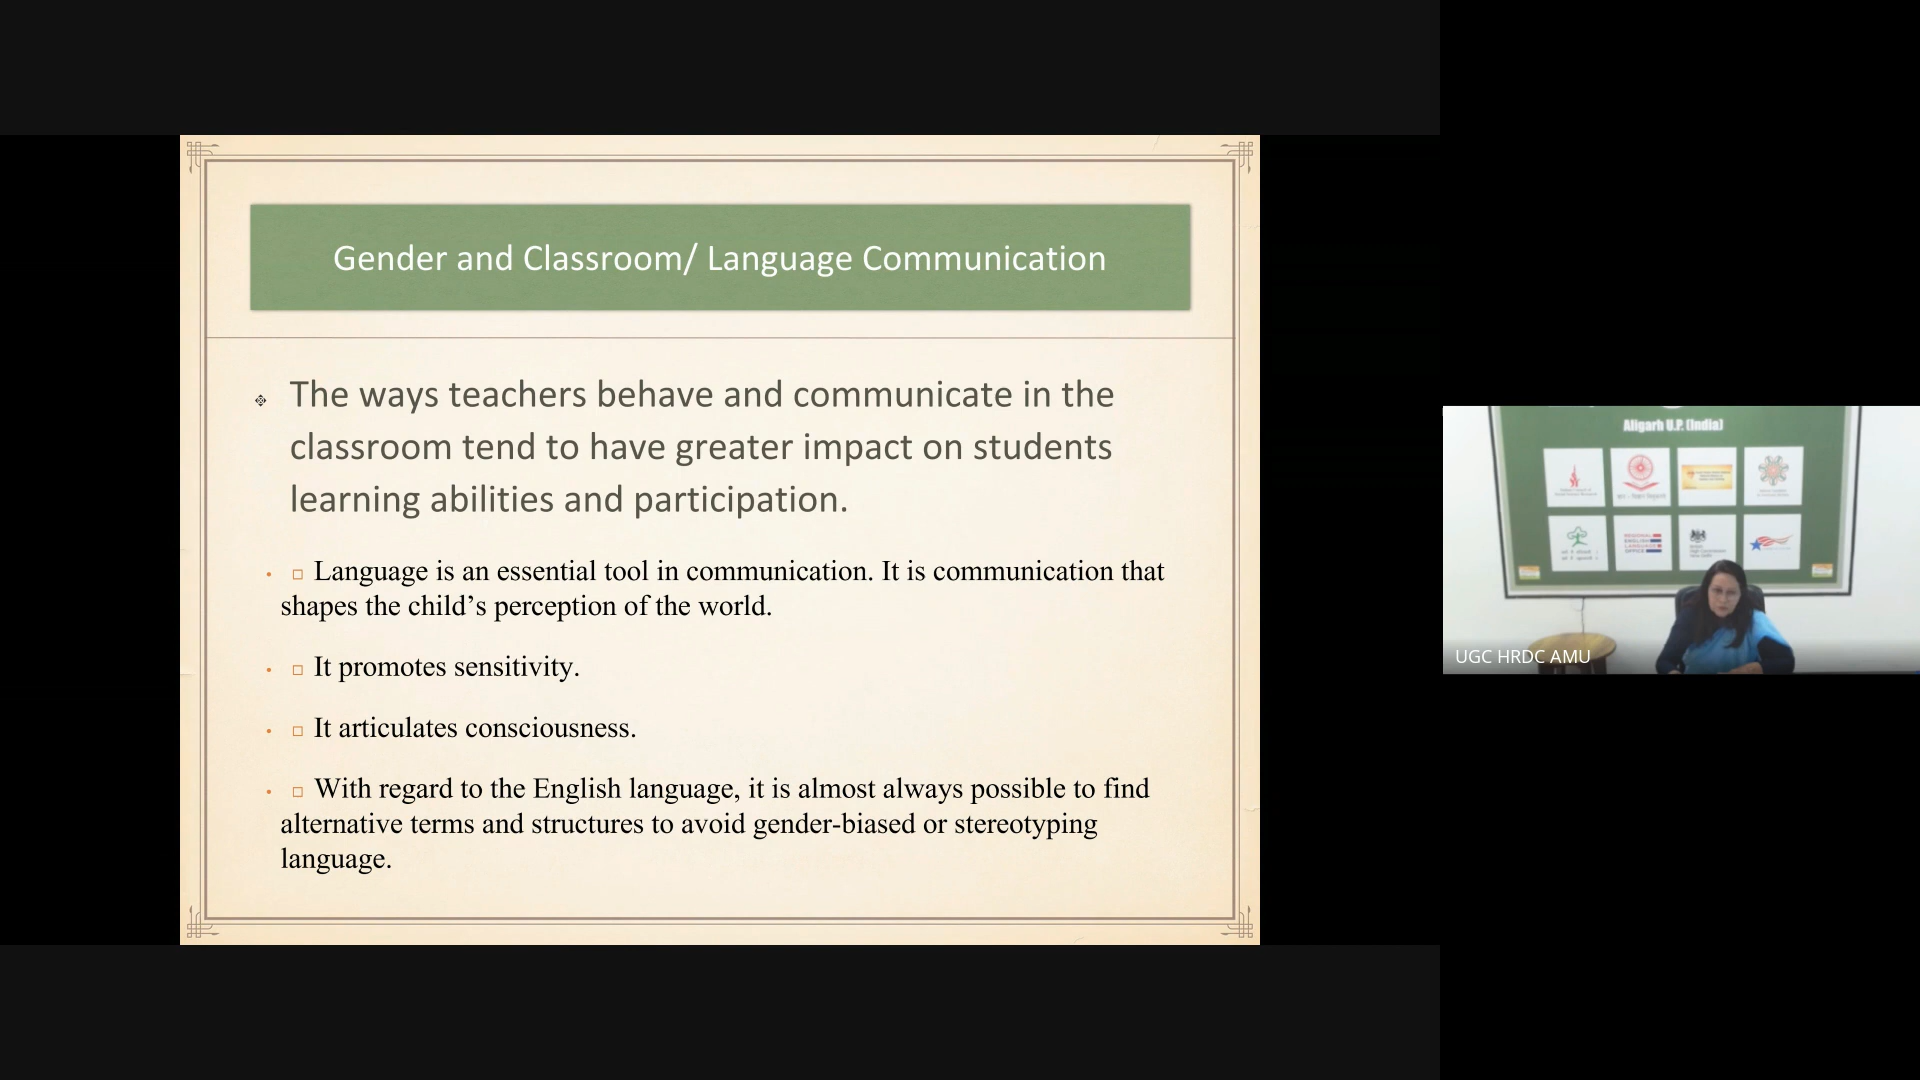 Gender and Classroom/ Language Communication
The ways teachers behave and communicate in the
classroom tend to have greater impact on students
learning abilities and participation.
Language is an essential tool in communication. It is communication that
shapes the child’s perception of the world.
It promotes sensitivity.
It articulates consciousness.
With regard to the English language, it is almost always possible to find
alternative terms and structures to avoid gender-biased or stereotyping
language.
Aligarh U.P. (India)
REGIONAL
ENGLISH
LANGUAGE
OFFICE
UGC HRDC AMU